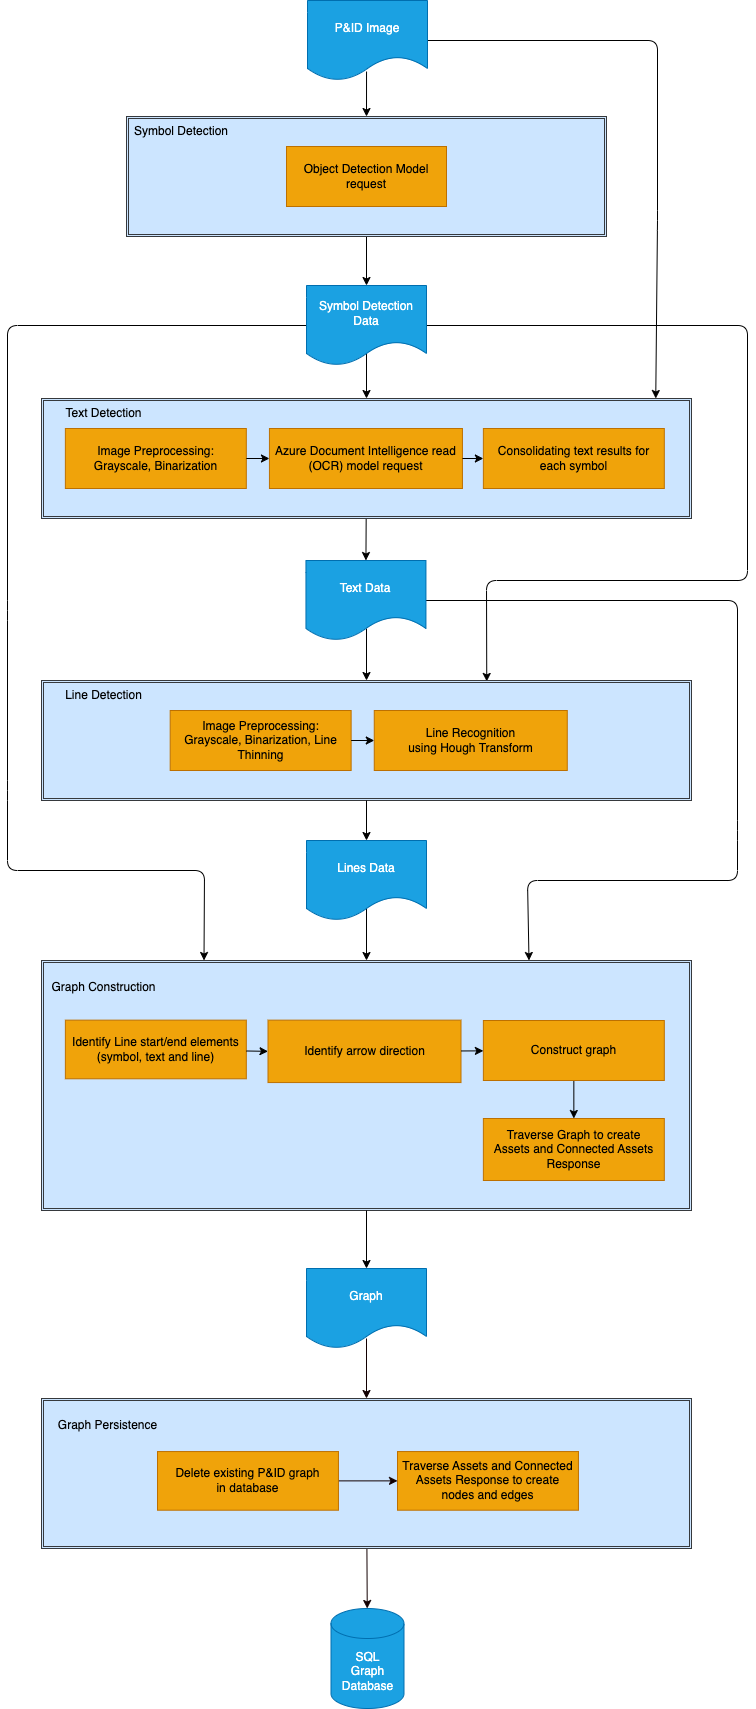 P&ID Image
Symbol Detection
Object Detection Model
request
Symbol Detection
Data
Text Detection
Image Preprocessing:
Grayscale, Binarization
Azure Document Intelligence read
(OCR) model request
Consolidating text results for
each symbol
Text Data
Line Detection
Image Preprocessing:
Grayscale, Binarization, Line
Thinning
Line Recognition
using Hough Transform
Lines Data
Graph Construction
Identify Line start/end elements
(symbol, text and line)
Identify arrow direction
Construct graph
Traverse Graph to create
Assets and Connected Assets
Response
Graph
Graph Persistence
Delete existing P&ID graph
in database
Traverse Assets and Connected
Assets Response to create
nodes and edges
SQL
Graph
Database